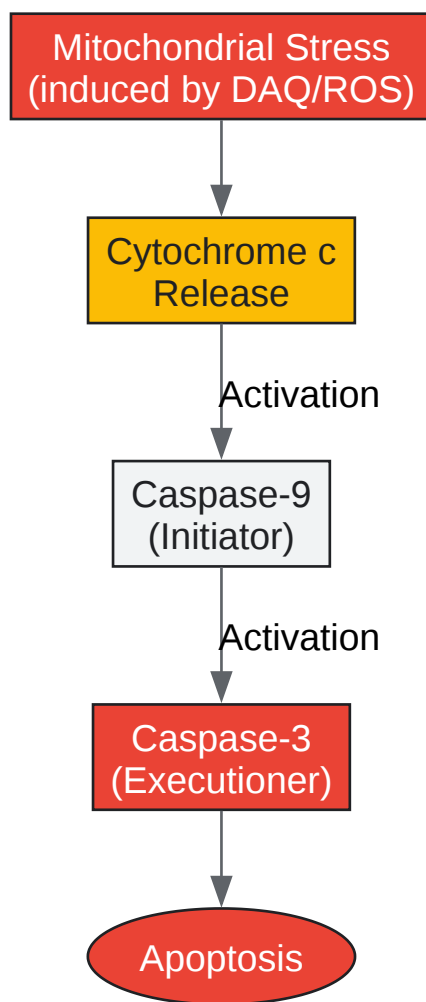 Mitochondrial Stress
(induced by DAQ/ROS)
Cytochrome c
Release
Activation
Caspase-9
(Initiator)
Activation
Caspase-3
(Executioner)
Apoptosis